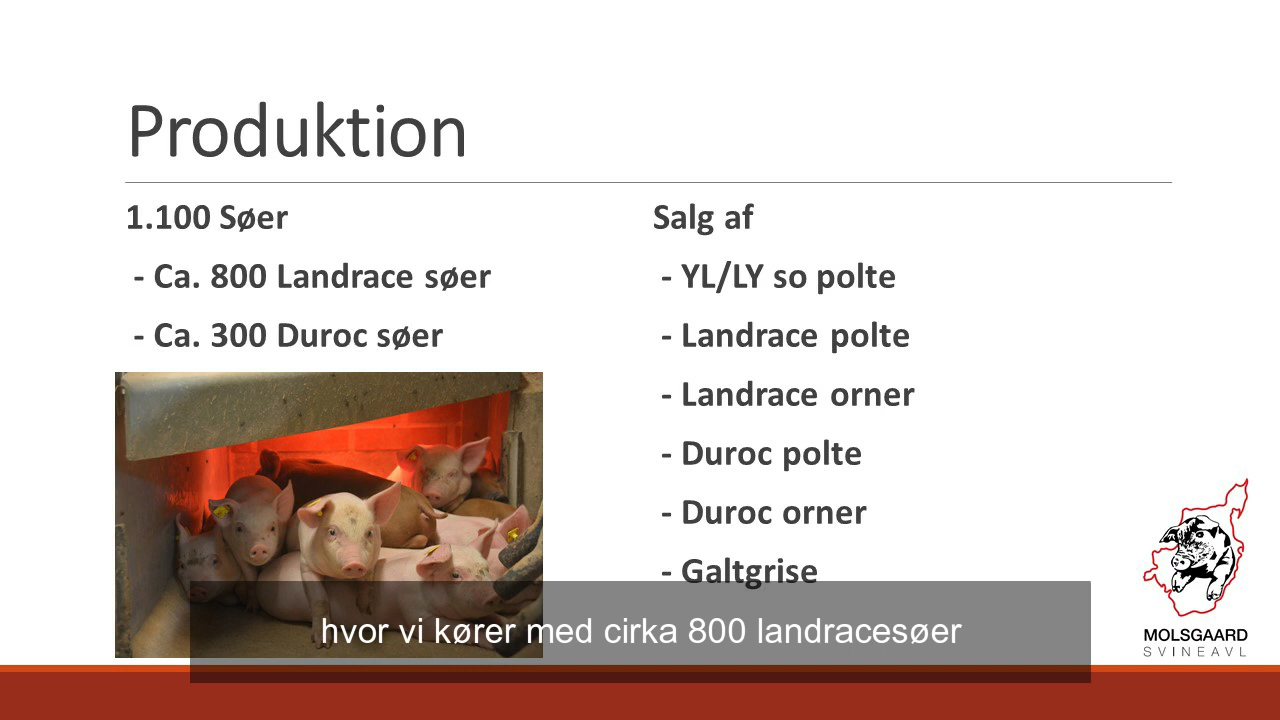 Produktion
1.100 Søer
- Ca. 800 Landrace søer
- Ca. 300 Duroc søer
Salg af
- YL/LY so polte
- Landrace polte
- Landrace orner
- Duroc polte
- Duroc orner
- Galtgrise
hvor vi kører med cirka 800 landracesøer
MOLSGAARD
SVINEAVL